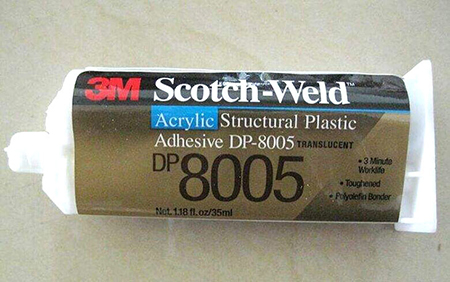 3M Scotch-Weld™
Acrylic Structural Plastic
Adhesive DP-8005 TRANSLUCENT
DP 8005
• 3 Minute
Worklife
• Toughened
• Polyolefin Bonder
Net. 1.18 fl. oz/35ml